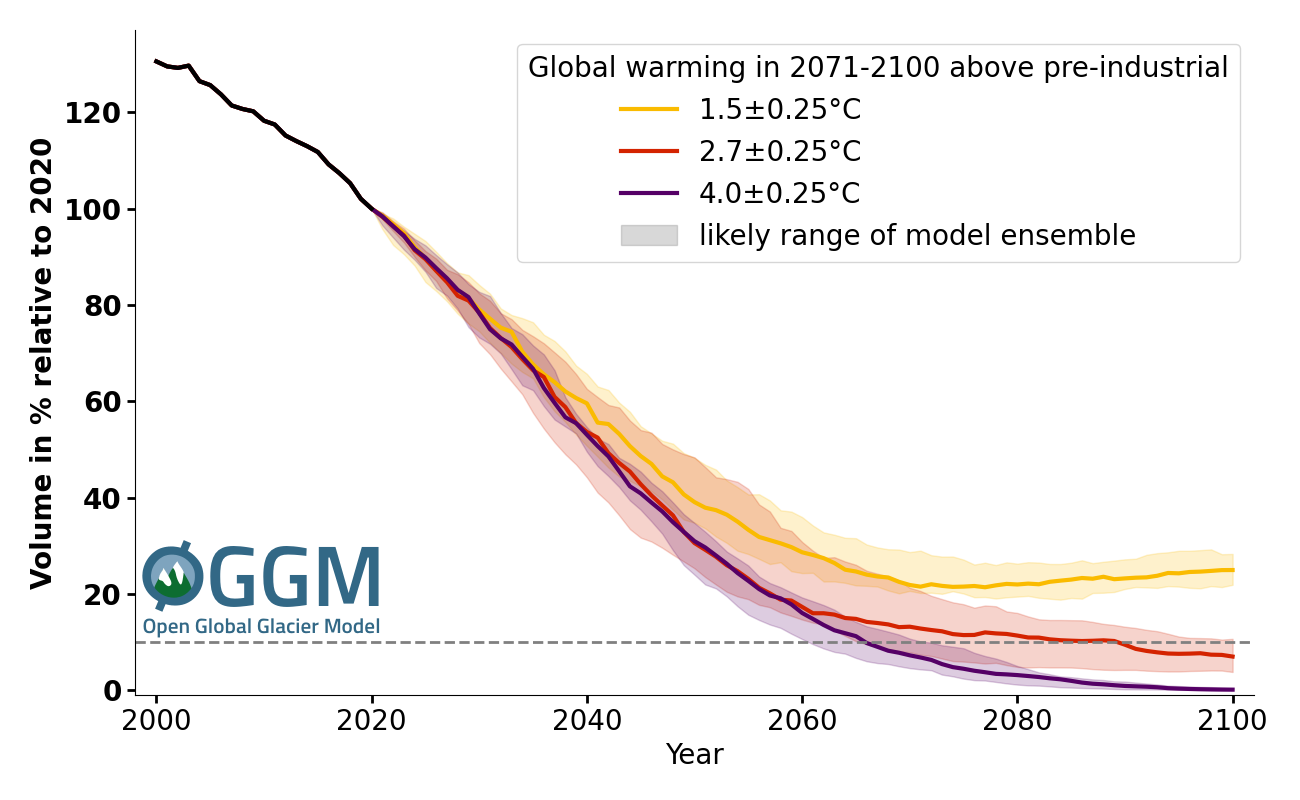 Global warming in 2071-2100 above pre-industrial
1.5±0.25°C
2.7±0.25°C
4.0±0.25°C
likely range of model ensemble
Volume in % relative to 2020
120
100
80
60
40
20
0
OGGM
Open Global Glacier Model
2000 2020 2040 2060 2080 2100
Year